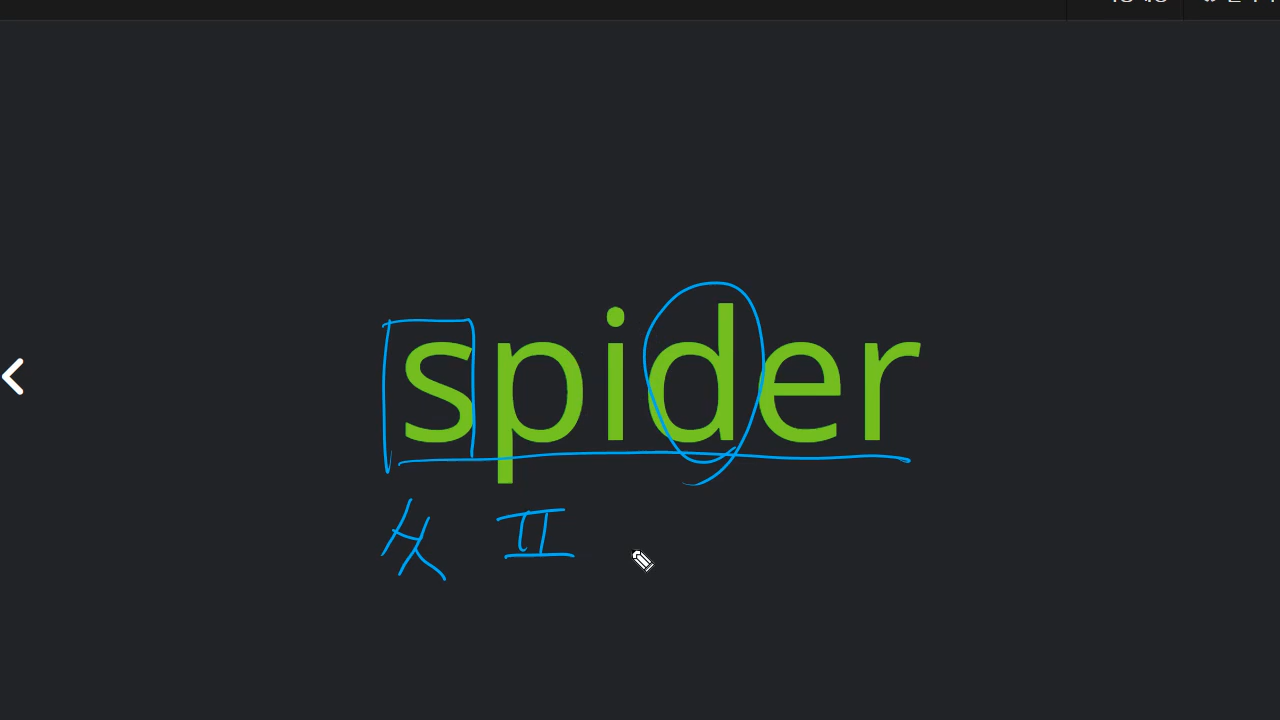 spider
ㅆ ㅍ